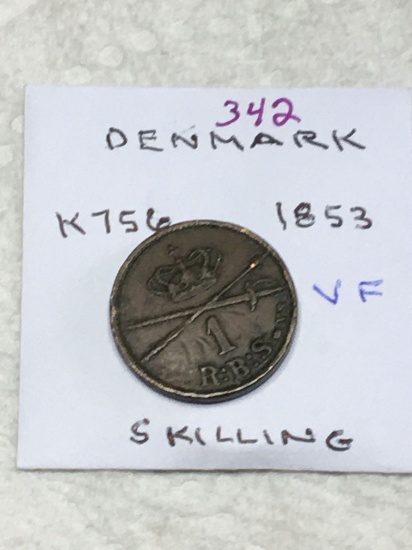 342
DENMARK
K756 1853
VF
1
R.B.S.
SKILLING